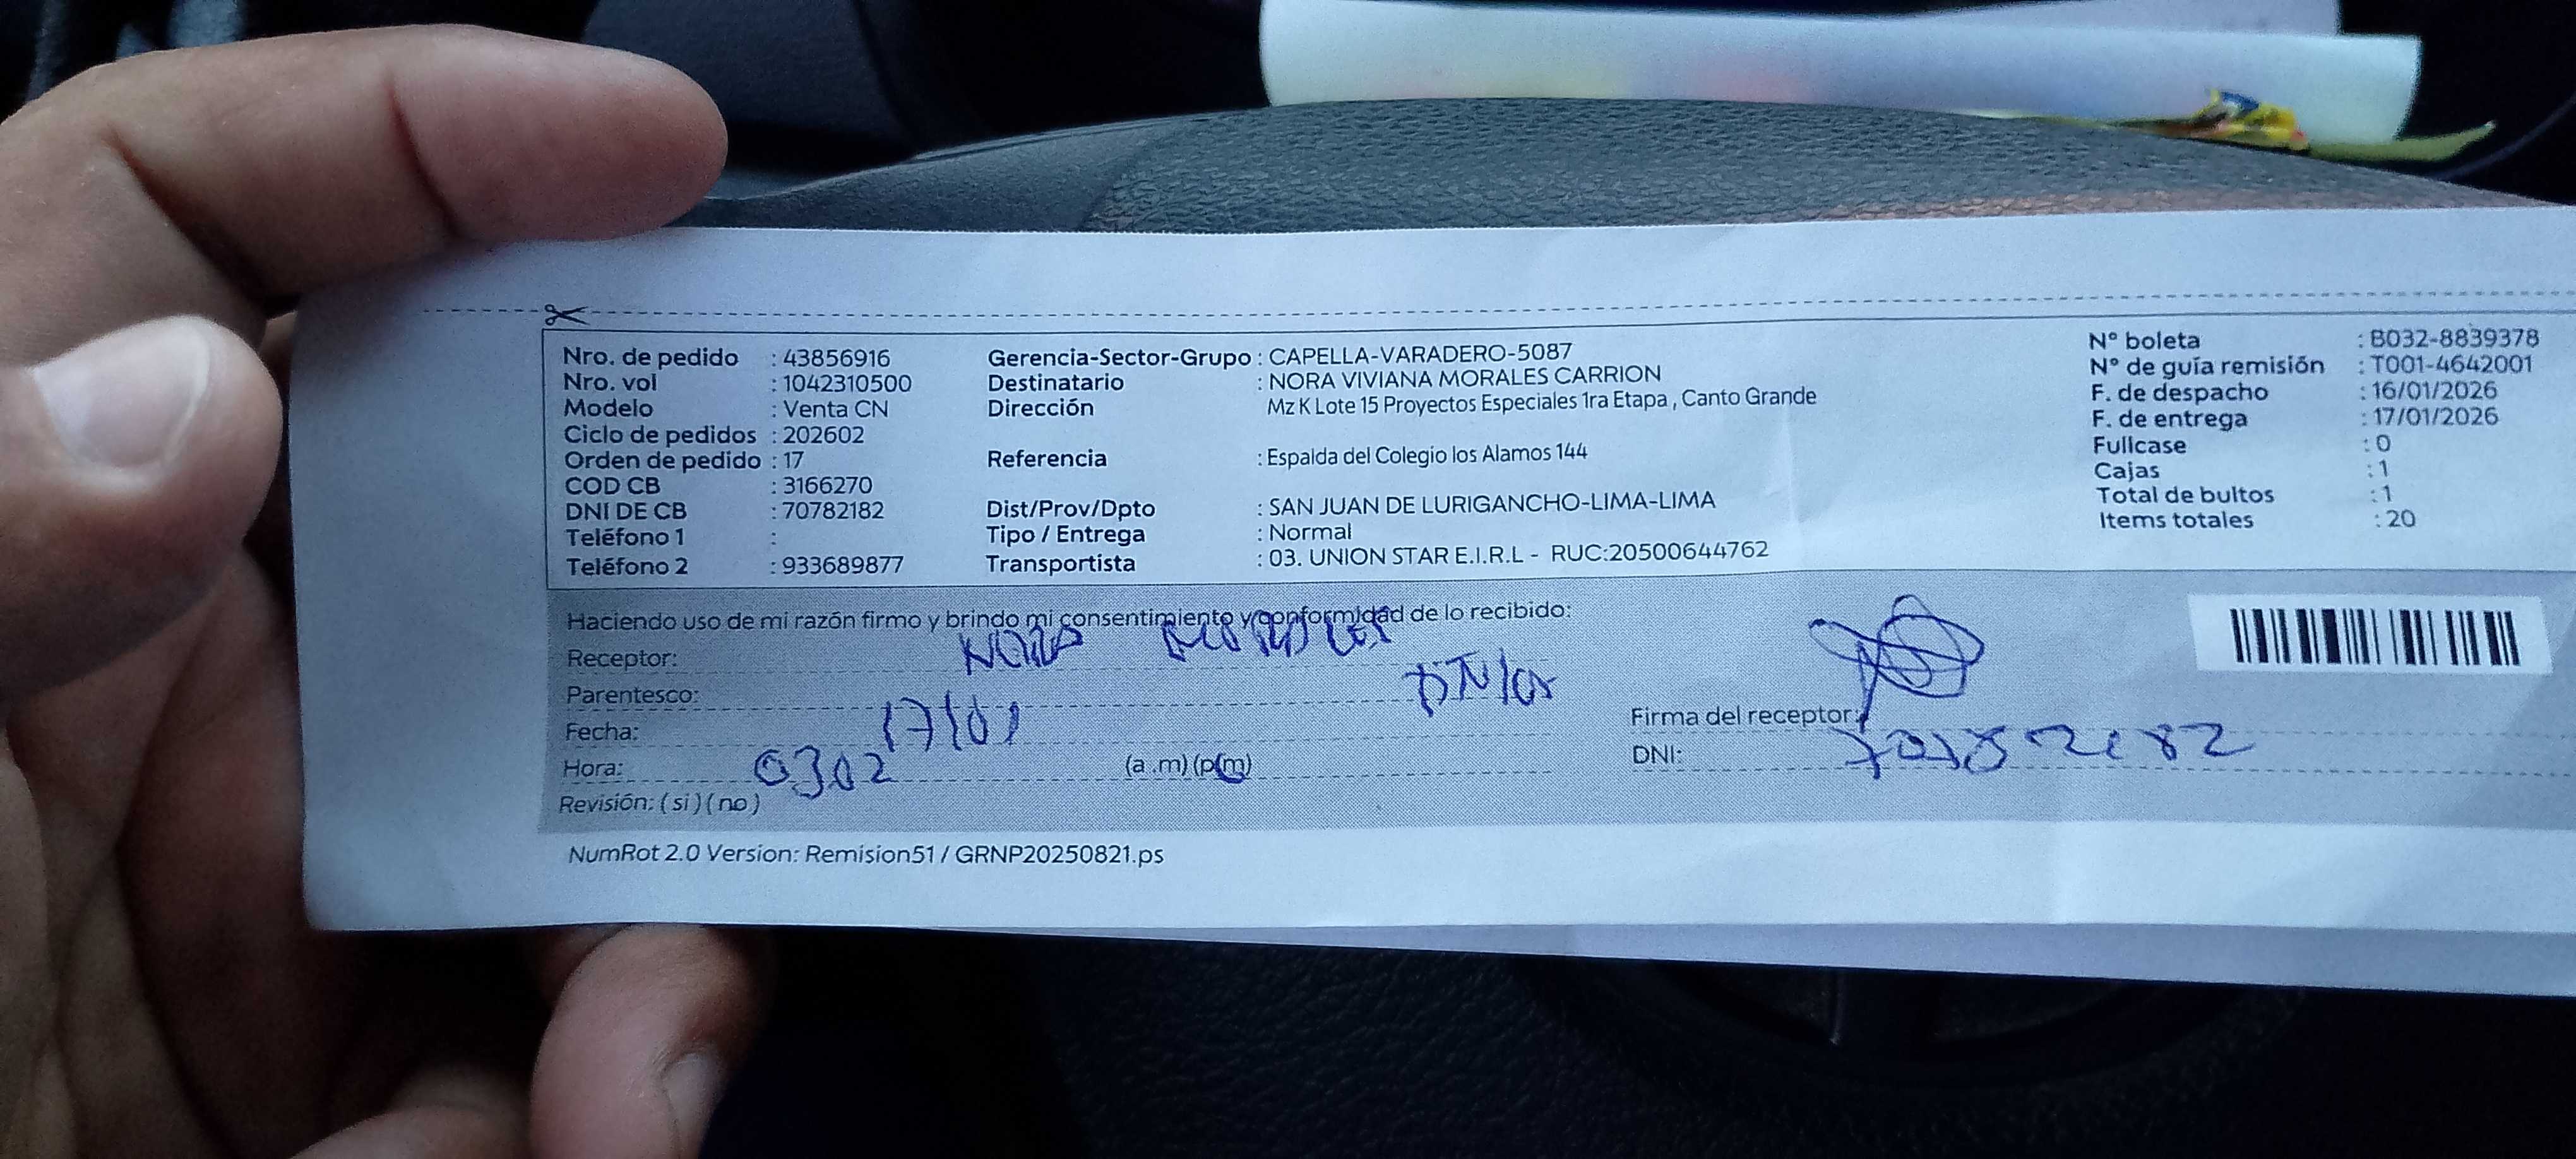 Nro. de pedido : 43856916
Nro. vol : 1042310500
Modelo : Venta CN
Ciclo de pedidos : 202602
Orden de pedido : 17
COD CB : 3166270
DNI DE CB : 70782182
Teléfono 1 :
Teléfono 2 : 933689877
Gerencia-Sector-Grupo : CAPELLA-VARADERO-5087
Destinatario : NORA VIVIANA MORALES CARRION
Dirección Mz K Lote 15 Proyectos Especiales 1ra Etapa , Canto Grande
Referencia : Espalda del Colegio los Alamos 144
Dist/Prov/Dpto : SAN JUAN DE LURIGANCHO-LIMA-LIMA
Tipo / Entrega : Normal
Transportista : 03. UNION STAR E.I.R.L - RUC:20500644762
N° boleta : B032-8839378
N° de guía remisión : T001-4642001
F. de despacho : 16/01/2026
F. de entrega : 17/01/2026
Fullcase : 0
Cajas : 1
Total de bultos : 1
Items totales : 20
Haciendo uso de mi razón firmo y brindo mi consentimiento y conformidad de lo recibido:
Receptor: NORA MORALES
Parentesco:
Fecha: 17/01
Hora: 0302 (a .m) (p.m)
Revisión: ( si ) ( no )
Firma del receptor:
DNI:
NumRot 2.0 Version: Remision51 / GRNP20250821.ps